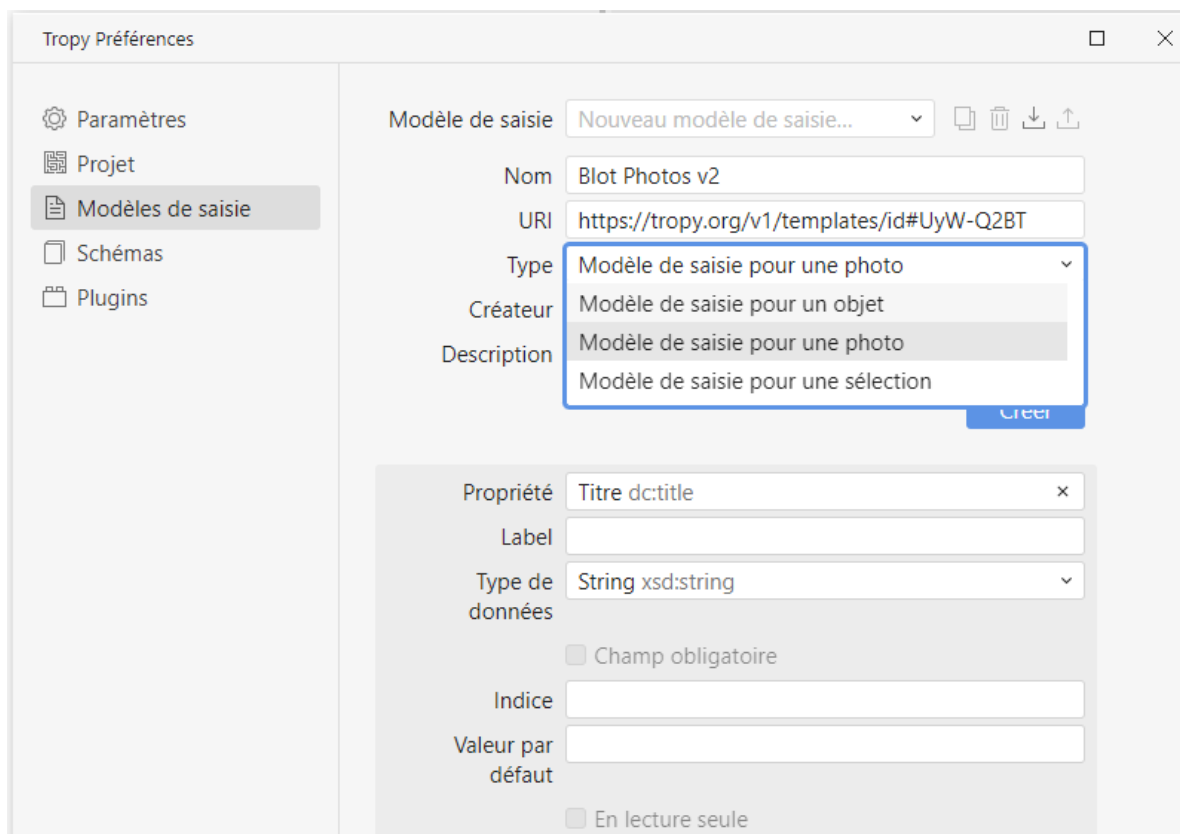 Tropy Préférences
Paramètres
Projet
Modèles de saisie
Schémas
Plugins
Modèle de saisie Nouveau modèle de saisie...
Nom Blot Photos v2
URI https://tropy.org/v1/templates/id#UyW-Q2BT
Type Modèle de saisie pour une photo
Modèle de saisie pour un objet
Modèle de saisie pour une photo
Modèle de saisie pour une sélection
Créateur
Description
Créer
Propriété Titre dc:title
Label
Type de données String xsd:string
Champ obligatoire
Indice
Valeur par défaut
En lecture seule